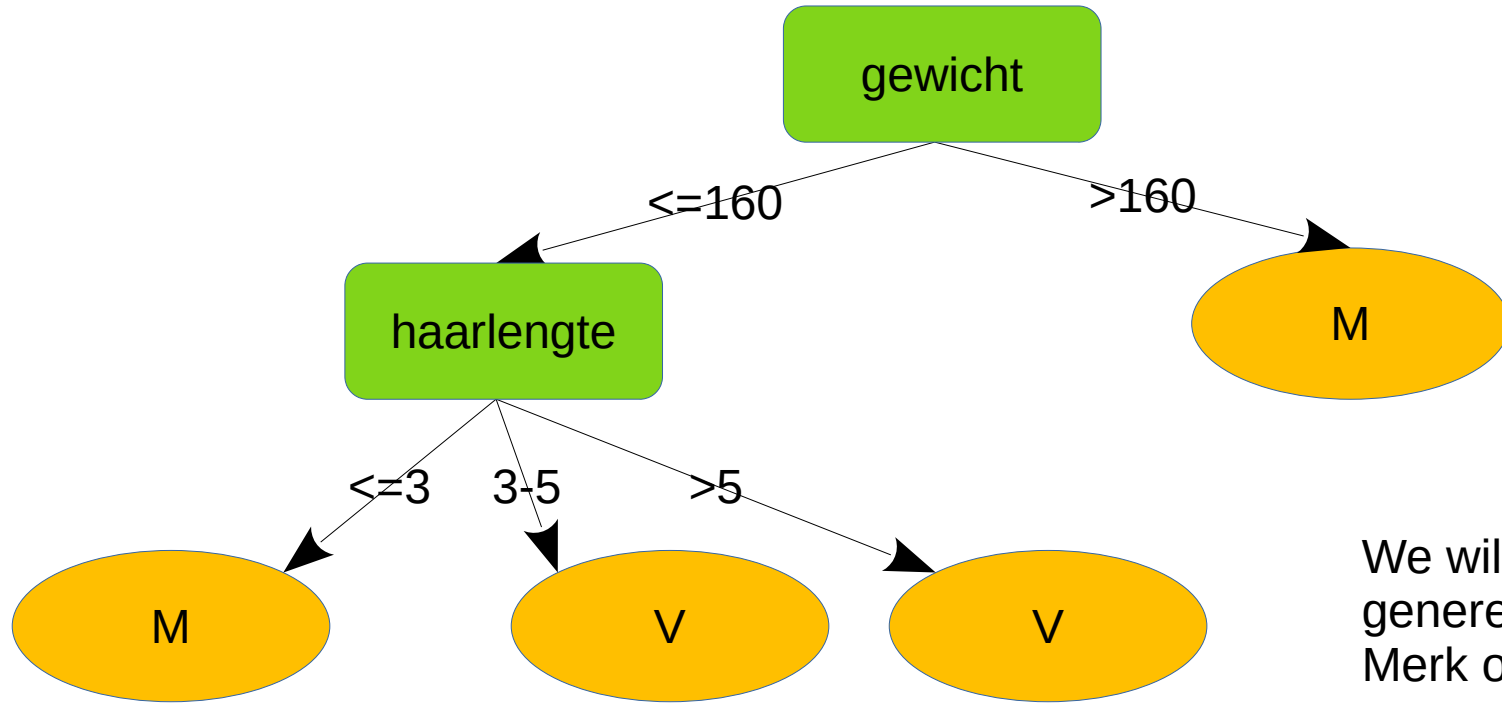 gewicht
<=160
>160
haarlengte
M
<=3
3-5
>5
M
V
V
We wil
genere
Merk o